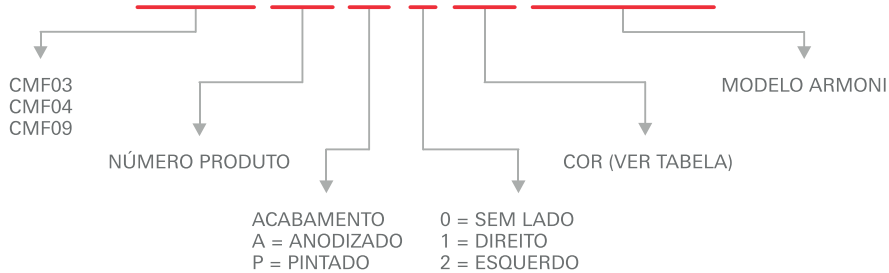 CMF03
CMF04
CMF09
MODELO ARMONI
NÚMERO PRODUTO
COR (VER TABELA)
ACABAMENTO
A = ANODIZADO
P = PINTADO
0 = SEM LADO
1 = DIREITO
2 = ESQUERDO